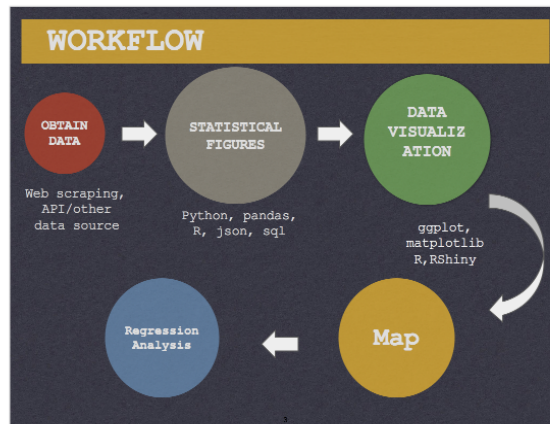 WORKFLOW
OBTAIN
DATA
Web scraping,
API/other
data source
STATISTICAL
FIGURES
Python, pandas,
R, json, sql
DATA
VISUALIZ
ATION
ggplot,
matplotlib
R,RShiny
Map
Regression
Analysis
3